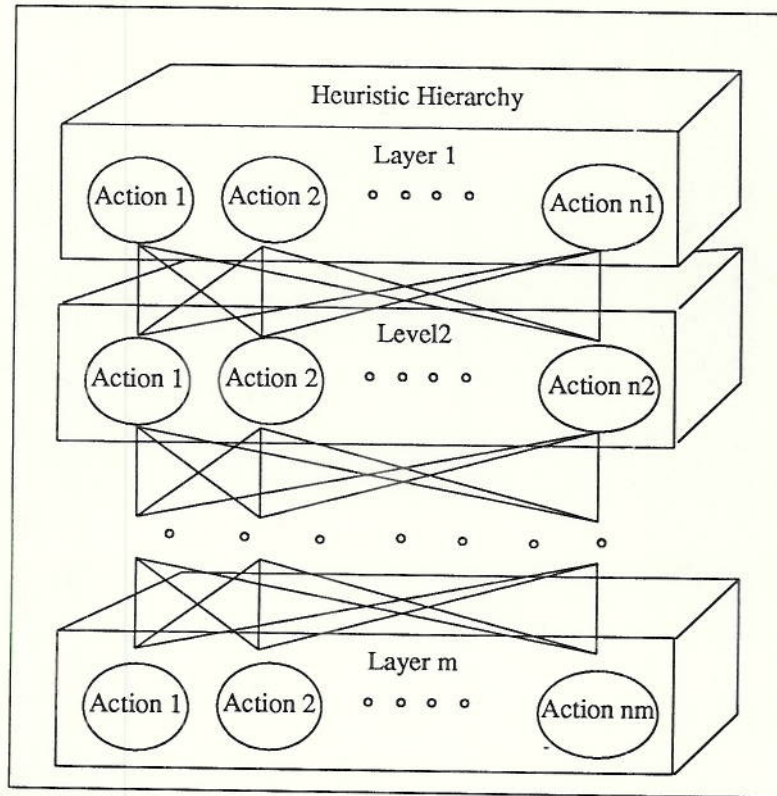 Heuristic Hierarchy
Layer 1
Action 1 Action 2 Action n1
Level2
Action 1 Action 2 Action n2
Layer m
Action 1 Action 2 Action nm